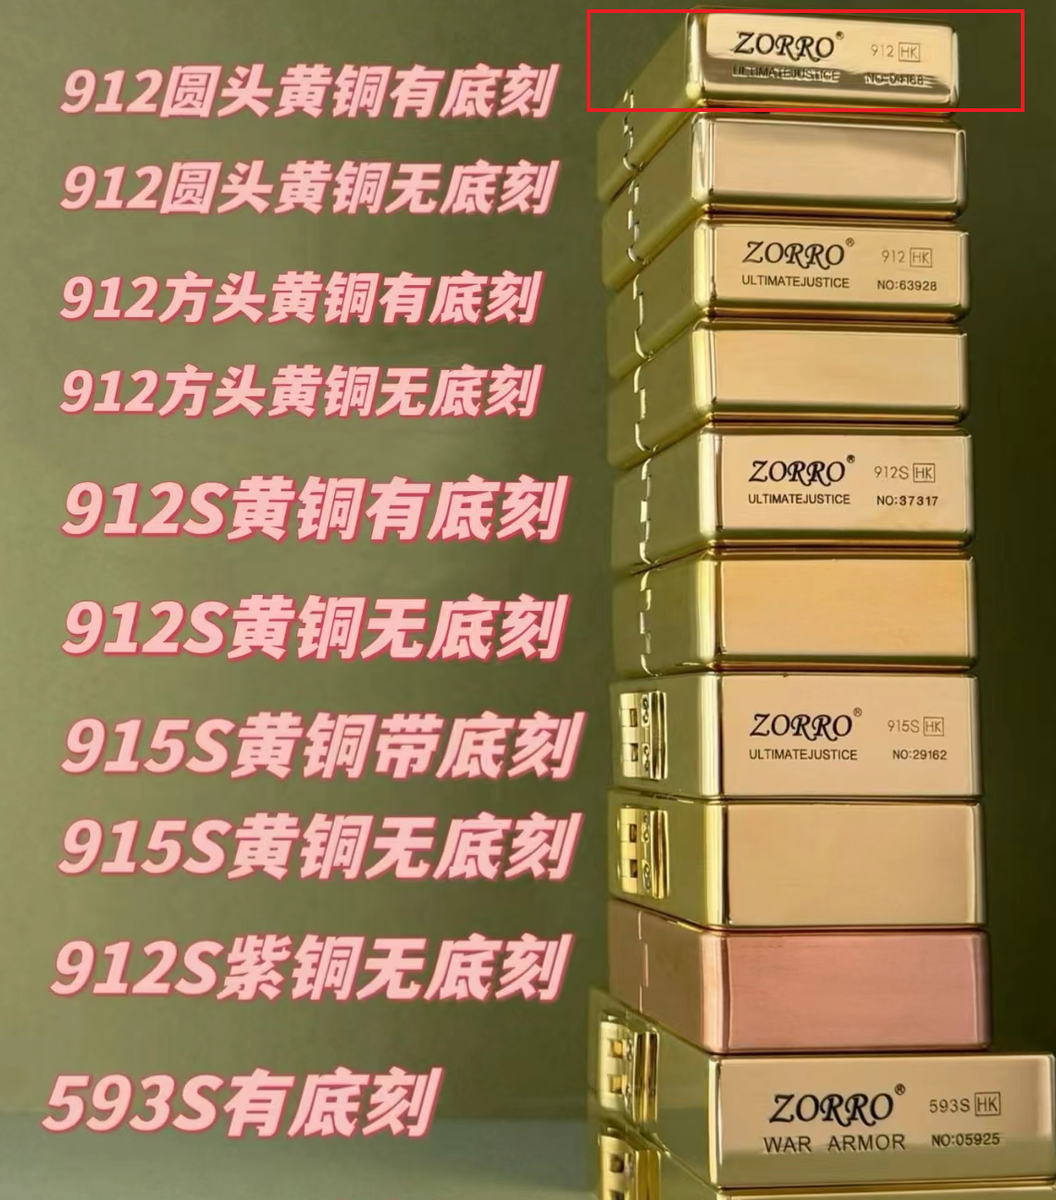 ZORRO® 912 HK
ULTIMATEJUSTICE NO:04168
912圆头黄铜有底刻
912圆头黄铜无底刻
ZORRO® 912 HK
ULTIMATEJUSTICE NO:63928
912方头黄铜有底刻
912方头黄铜无底刻
ZORRO® 912S HK
ULTIMATEJUSTICE NO:37317
912S黄铜有底刻
912S黄铜无底刻
ZORRO® 915S HK
ULTIMATEJUSTICE NO:29162
915S黄铜带底刻
915S黄铜无底刻
912S紫铜无底刻
593S有底刻
ZORRO® 593S HK
WAR ARMOR NO:05925